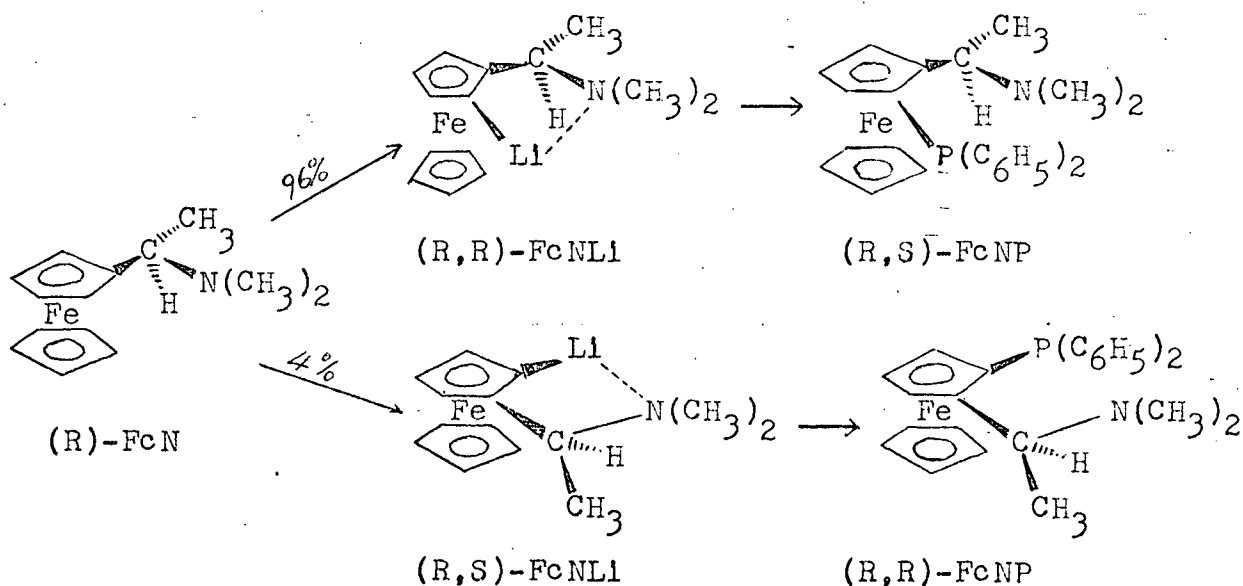 CH3
C
H
N(CH3)2
Fe
Li
96%
(R,R)-FcNLi
CH3
C
H
N(CH3)2
Fe
P(C6H5)2
(R,S)-FcNP
CH3
C
H
N(CH3)2
Fe
(R)-FcN
4%
Li
Fe
N(CH3)2
C
H
CH3
(R,S)-FcNLi
P(C6H5)2
Fe
N(CH3)2
C
H
CH3
(R,R)-FcNP